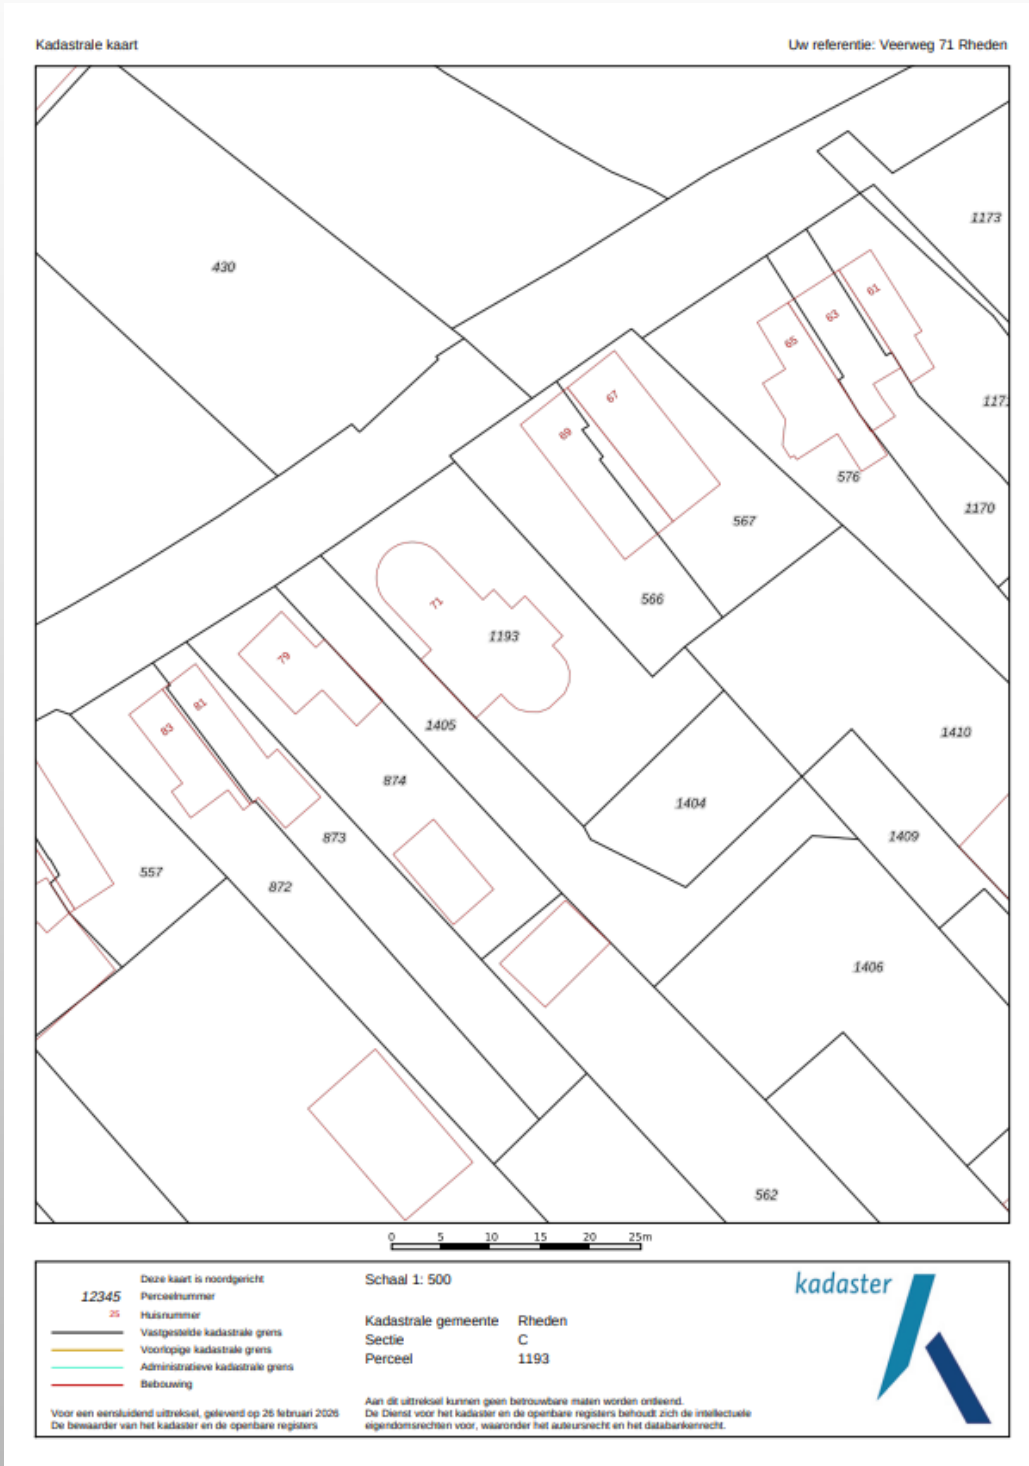 Kadastrale kaart
Uw referentie: Veerweg 71 Rheden
1173
430
61
63
65
67
1171
69
576
1170
567
566
71
1193
79
1405
81
83
1410
874
1404
873
1409
557
872
1406
562
0 5 10 15 20 25m
Deze kaart is noordgericht
12345 Perceelnummer
25 Huisnummer
Vastgestelde kadastrale grens
Voorlopige kadastrale grens
Administratieve kadastrale grens
Bebouwing
Voor een eensluidend uittreksel, geleverd op 26 februari 2026
De bewaarder van het kadaster en de openbare registers
Schaal 1: 500
Kadastrale gemeente Rheden
Sectie C
Perceel 1193
Aan dit uittreksel kunnen geen betrouwbare maten worden ontleend.
De Dienst voor het kadaster en de openbare registers behoudt zich de intellectuele
eigendomsrechten voor, waaronder het auteursrecht en het databankenrecht.
kadaster